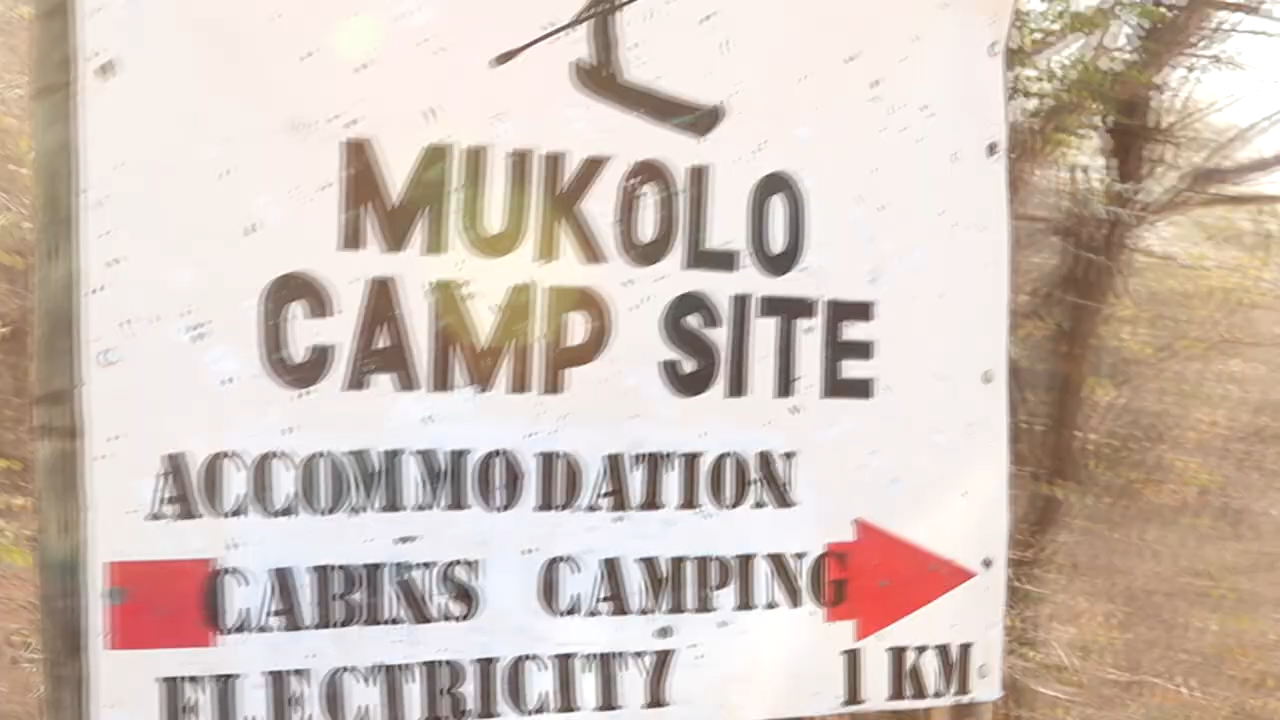 MUKOLO
CAMP SITE
ACCOMMODATION
CABINS CAMPING
ELECTRICITY 1 KM